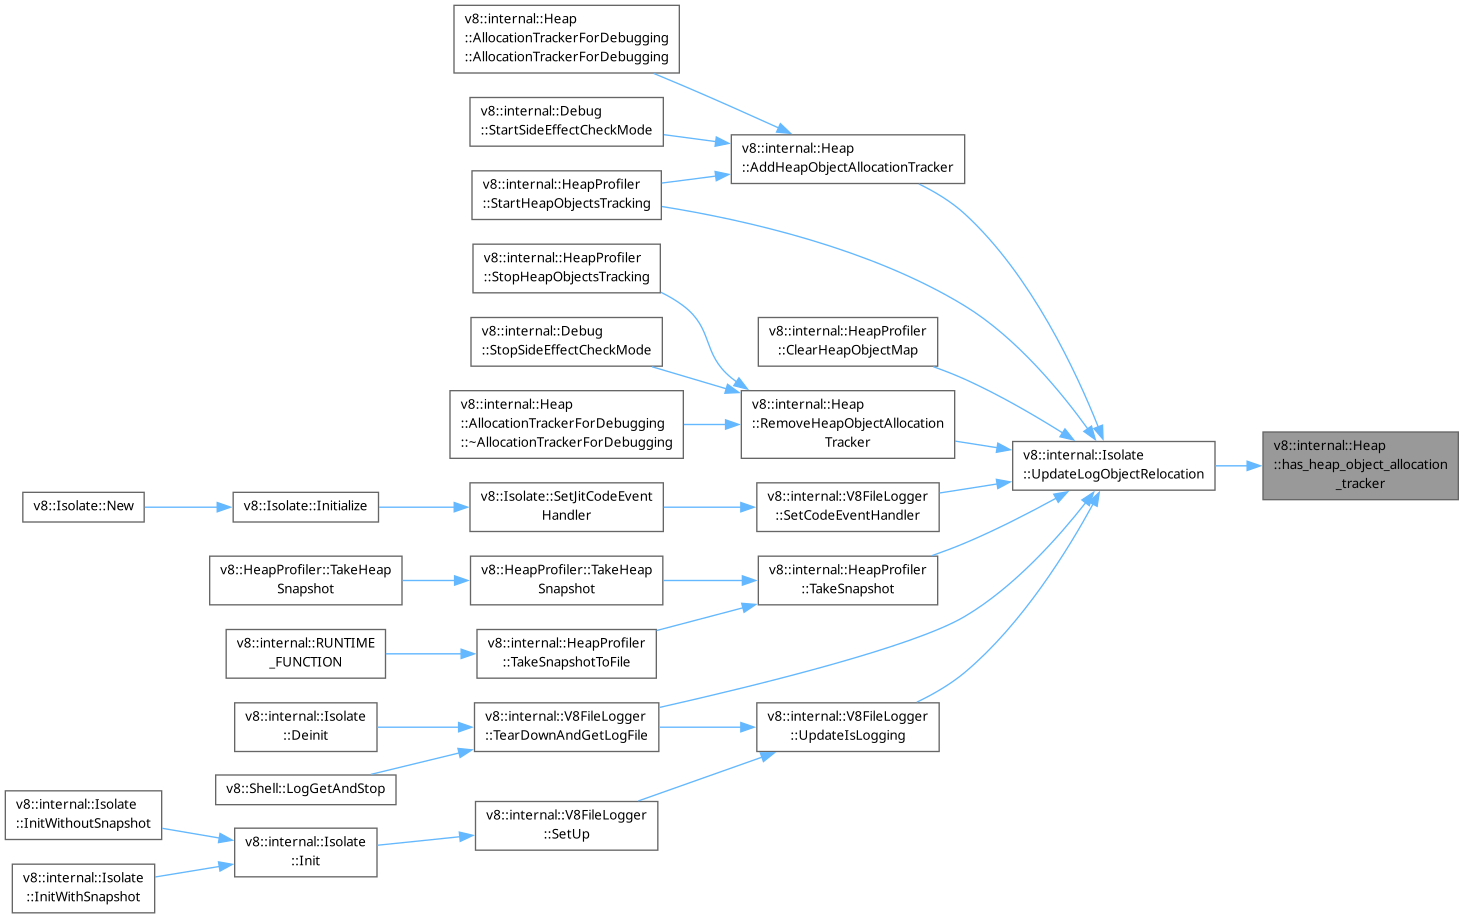 v8::internal::Heap
::AllocationTrackerForDebugging
::AllocationTrackerForDebugging
v8::internal::Debug
::StartSideEffectCheckMode
v8::internal::Heap
::AddHeapObjectAllocationTracker
v8::internal::HeapProfiler
::StartHeapObjectsTracking
v8::internal::HeapProfiler
::StopHeapObjectsTracking
v8::internal::Debug
::StopSideEffectCheckMode
v8::internal::HeapProfiler
::ClearHeapObjectMap
v8::internal::Heap
::AllocationTrackerForDebugging
::~AllocationTrackerForDebugging
v8::internal::Heap
::RemoveHeapObjectAllocation
Tracker
v8::internal::Isolate
::UpdateLogObjectRelocation
v8::internal::Heap
::has_heap_object_allocation
_tracker
v8::Isolate::New
v8::Isolate::Initialize
v8::Isolate::SetJitCodeEvent
Handler
v8::internal::V8FileLogger
::SetCodeEventHandler
v8::HeapProfiler::TakeHeap
Snapshot
v8::HeapProfiler::TakeHeap
Snapshot
v8::internal::HeapProfiler
::TakeSnapshot
v8::internal::RUNTIME
_FUNCTION
v8::internal::HeapProfiler
::TakeSnapshotToFile
v8::internal::Isolate
::Deinit
v8::internal::V8FileLogger
::TearDownAndGetLogFile
v8::internal::V8FileLogger
::UpdateIsLogging
v8::Shell::LogGetAndStop
v8::internal::Isolate
::InitWithoutSnapshot
v8::internal::Isolate
::Init
v8::internal::V8FileLogger
::SetUp
v8::internal::Isolate
::InitWithSnapshot